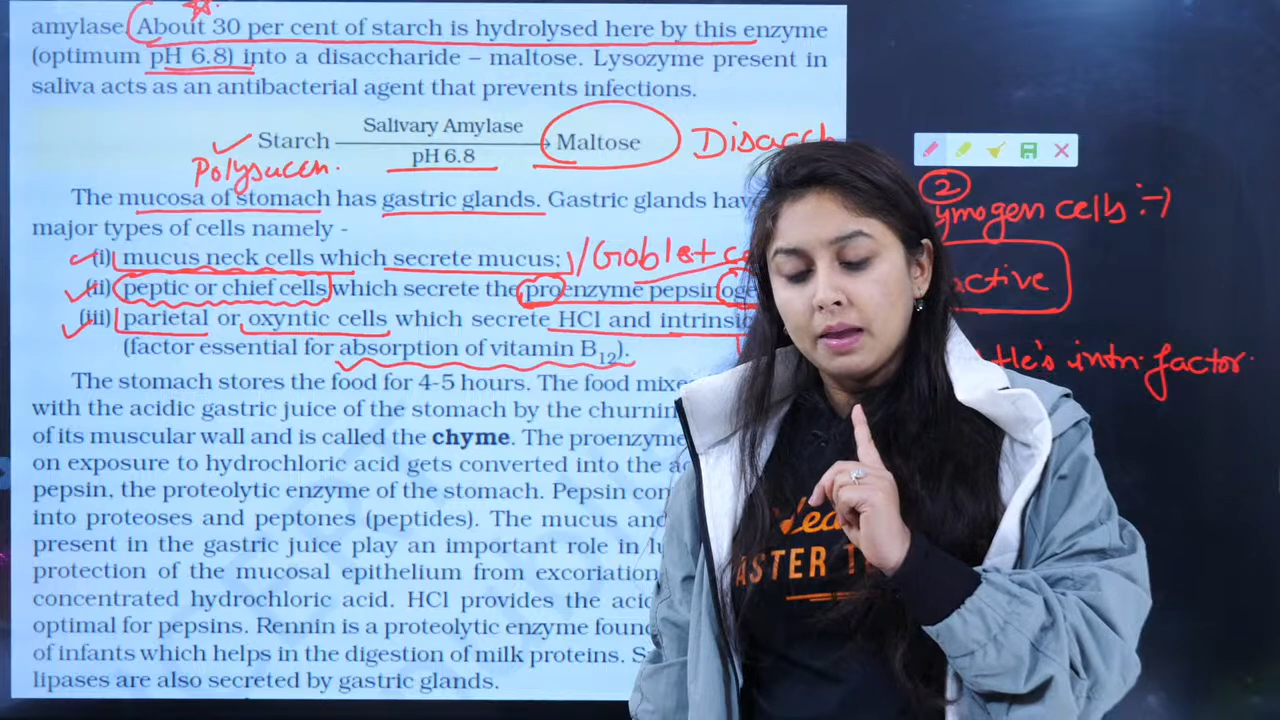 amylase. About 30 per cent of starch is hydrolysed here by this enzyme
(optimum pH 6.8) into a disaccharide – maltose. Lysozyme present in
saliva acts as an antibacterial agent that prevents infections.
Salivary Amylase
Starch Maltose Disacch
pH 6.8
Polysacch.
The mucosa of stomach has gastric glands. Gastric glands have
major types of cells namely -
(i) mucus neck cells which secrete mucus; /Goblet ce
(ii) peptic or chief cells which secrete the proenzyme pepsinoge
(iii) parietal or oxyntic cells which secrete HCl and intrinsic
(factor essential for absorption of vitamin B12).
The stomach stores the food for 4-5 hours. The food mixe
with the acidic gastric juice of the stomach by the churnin
of its muscular wall and is called the chyme. The proenzyme
on exposure to hydrochloric acid gets converted into the ac
pepsin, the proteolytic enzyme of the stomach. Pepsin con
into proteoses and peptones (peptides). The mucus and
present in the gastric juice play an important role in lu
protection of the mucosal epithelium from excoriation
concentrated hydrochloric acid. HCl provides the acid
optimal for pepsins. Rennin is a proteolytic enzyme foun
of infants which helps in the digestion of milk proteins. S
lipases are also secreted by gastric glands.
2
ymogen cells :-
active
tle's intri. factor.
ASTER T